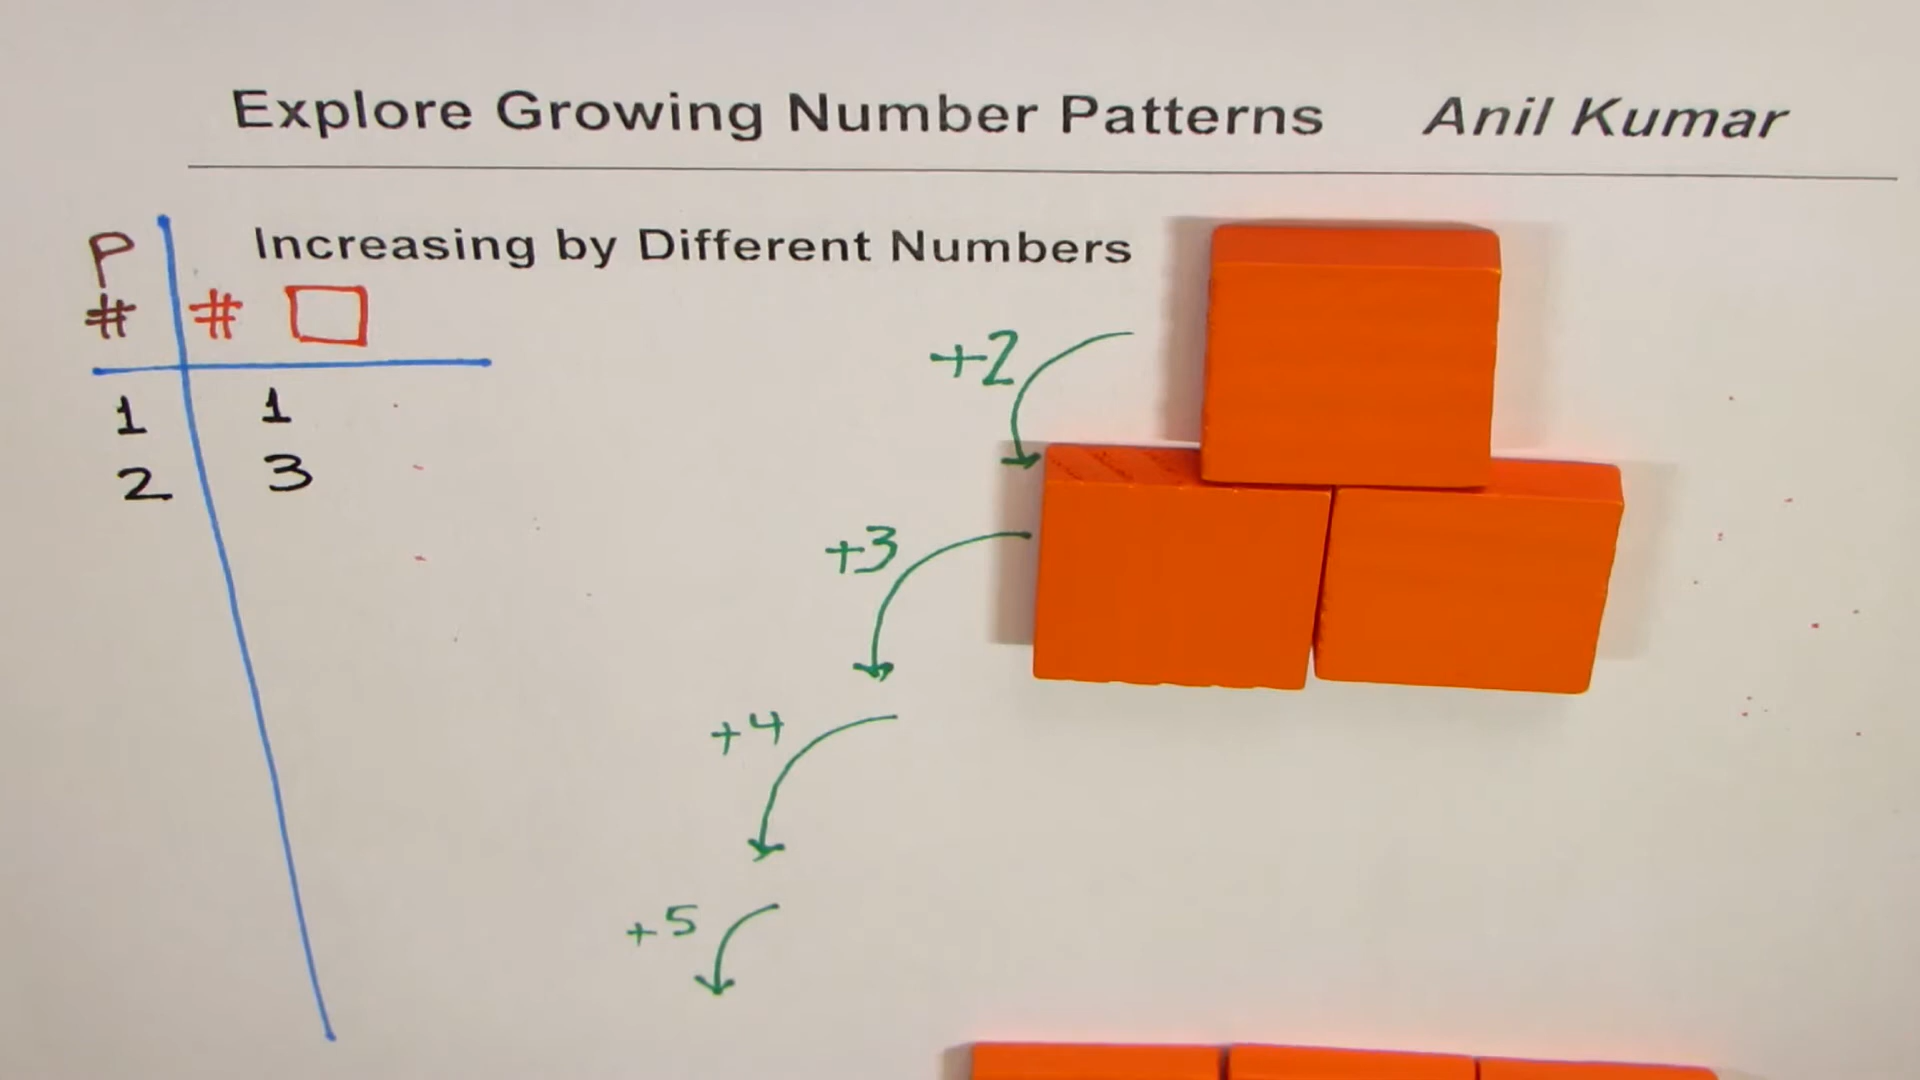 Explore Growing Number Patterns Anil Kumar
Increasing by Different Numbers
P
# #
1 1
2 3
+2
+3
+4
+5